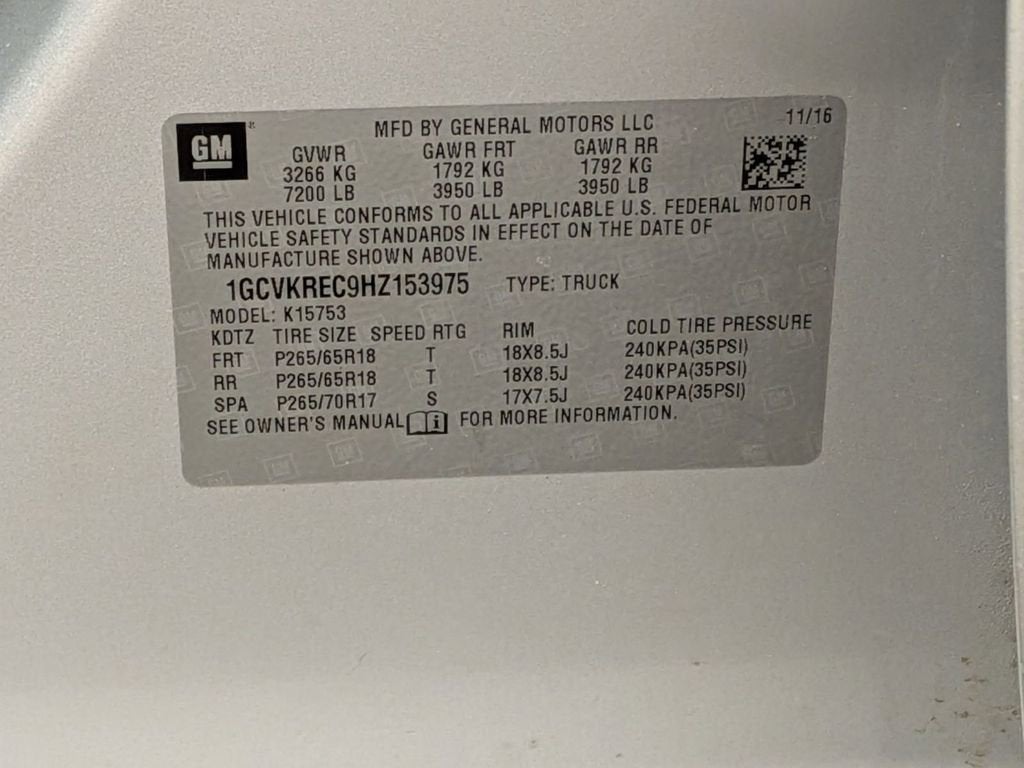 GM
MFD BY GENERAL MOTORS LLC 11/16
GVWR GAWR FRT GAWR RR
3266 KG 1792 KG 1792 KG
7200 LB 3950 LB 3950 LB
THIS VEHICLE CONFORMS TO ALL APPLICABLE U.S. FEDERAL MOTOR
VEHICLE SAFETY STANDARDS IN EFFECT ON THE DATE OF
MANUFACTURE SHOWN ABOVE.
1GCVKREC9HZ153975 TYPE: TRUCK
MODEL: K15753
KDTZ TIRE SIZE SPEED RTG RIM COLD TIRE PRESSURE
FRT P265/65R18 T 18X8.5J 240KPA(35PSI)
RR P265/65R18 T 18X8.5J 240KPA(35PSI)
SPA P265/70R17 S 17X7.5J 240KPA(35PSI)
SEE OWNER'S MANUAL i FOR MORE INFORMATION.